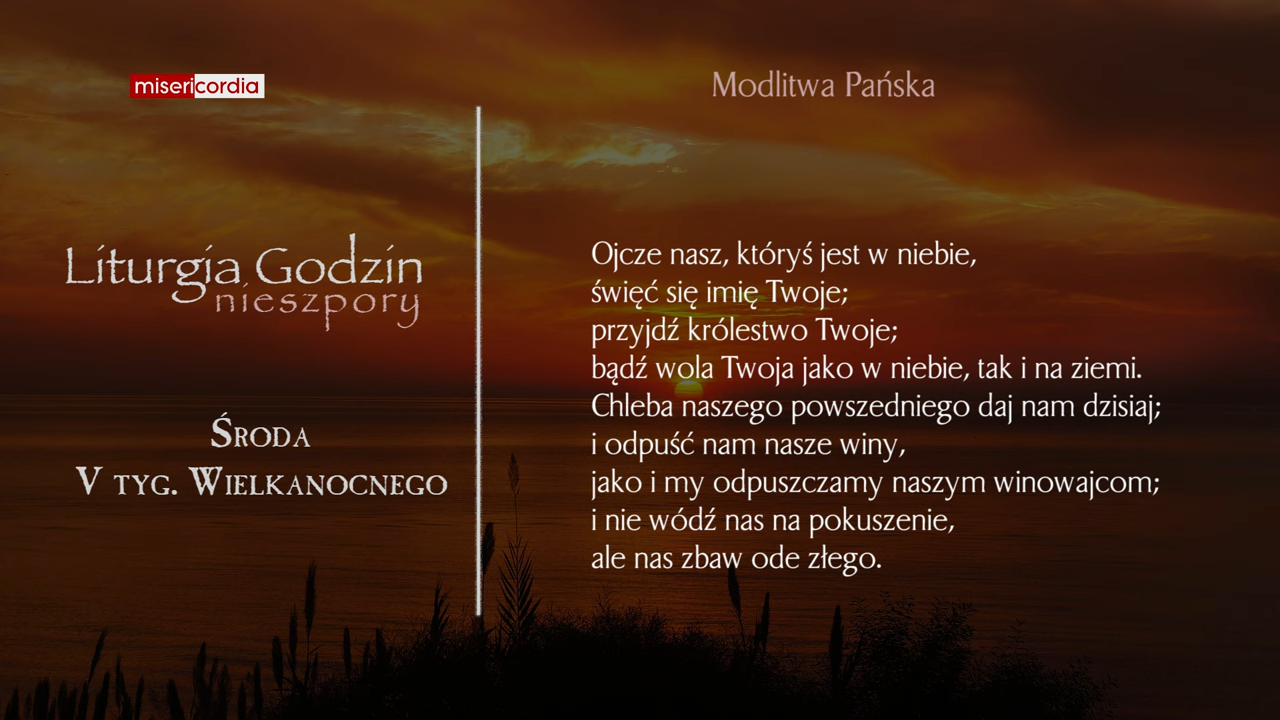 misericordia
Liturgia Godzin
nieszpory
Środa
V tyg. Wielkanocnego
Modlitwa Pańska
Ojcze nasz, któryś jest w niebie,
święć się imię Twoje;
przyjdź królestwo Twoje;
bądź wola Twoja jako w niebie, tak i na ziemi.
Chleba naszego powszedniego daj nam dzisiaj;
i odpuść nam nasze winy,
jako i my odpuszczamy naszym winowajcom;
i nie wódź nas na pokuszenie,
ale nas zbaw ode złego.